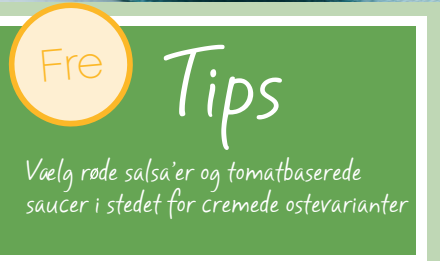 Fre
Tips
Vælg røde salsa'er og tomatbaserede
saucer i stedet for cremede ostevarianter